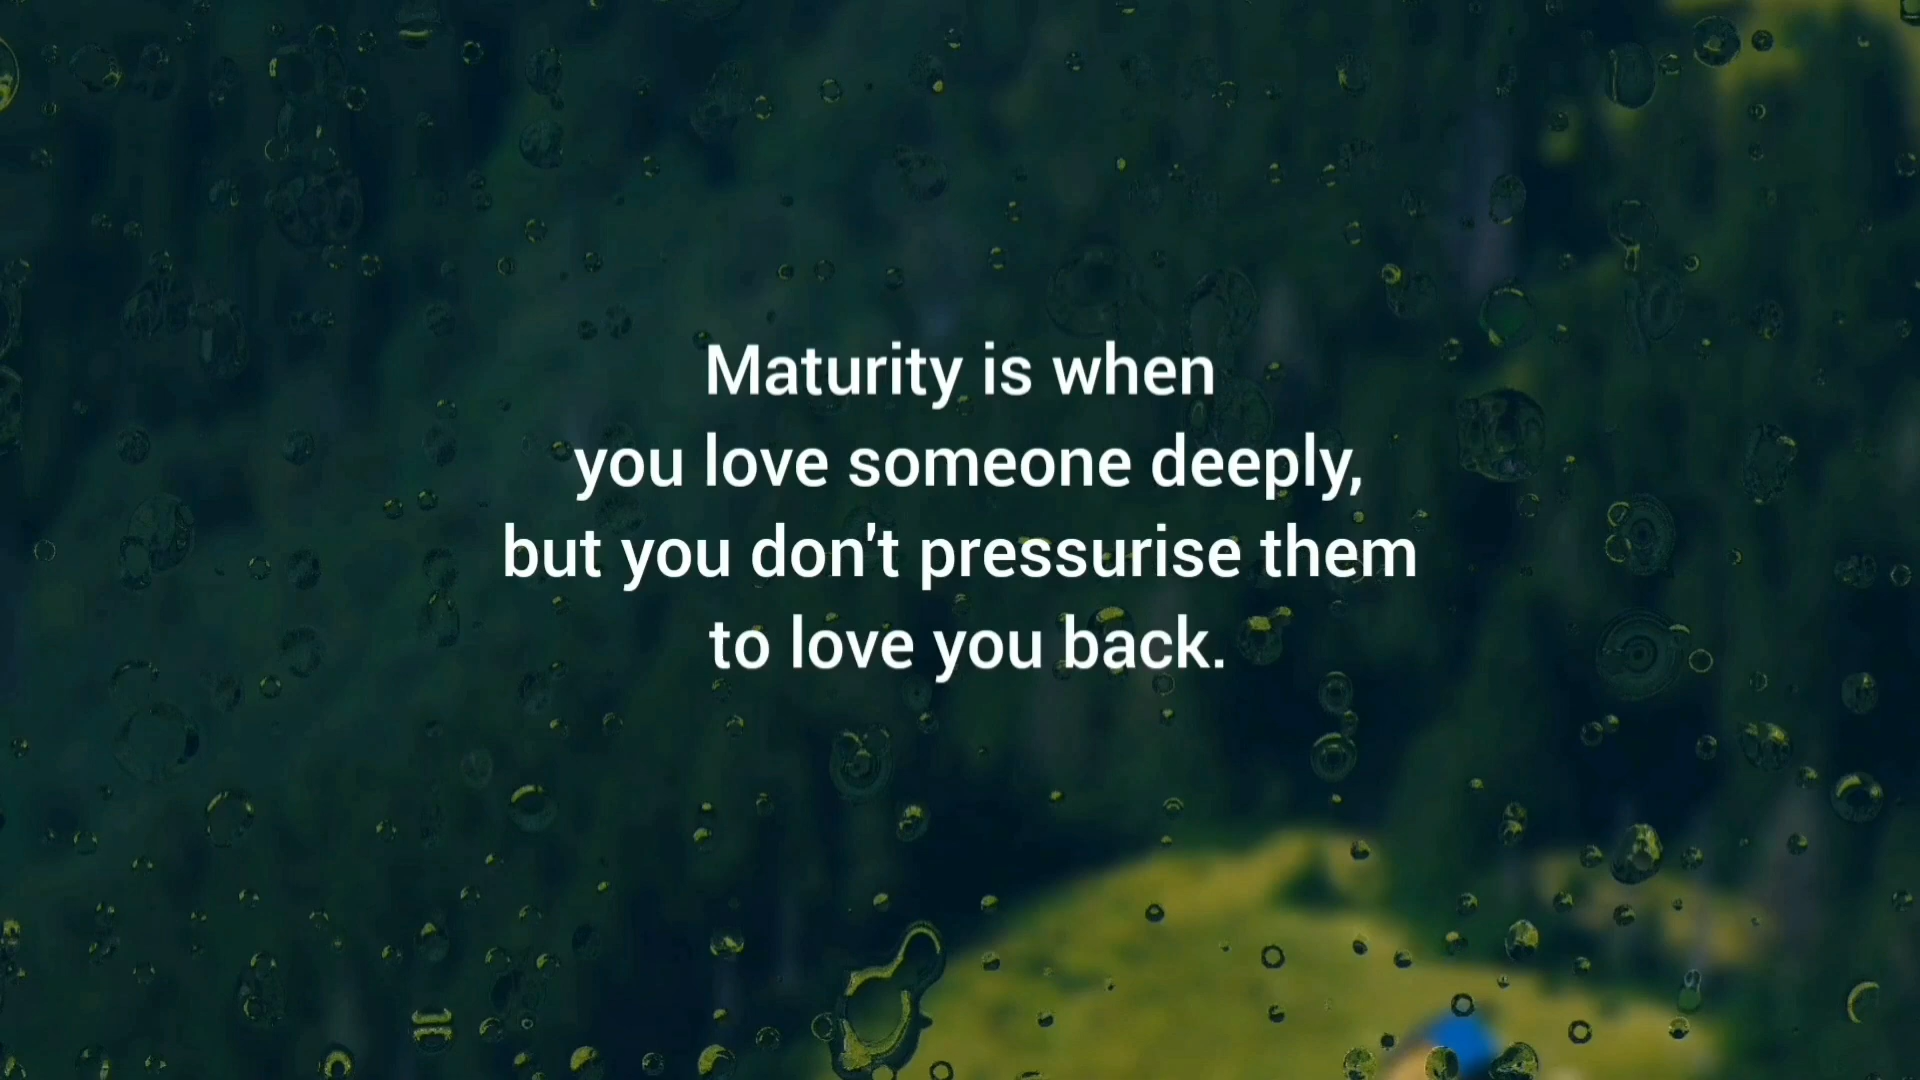 Maturity is when
you love someone deeply,
but you don't pressurise them
to love you back.